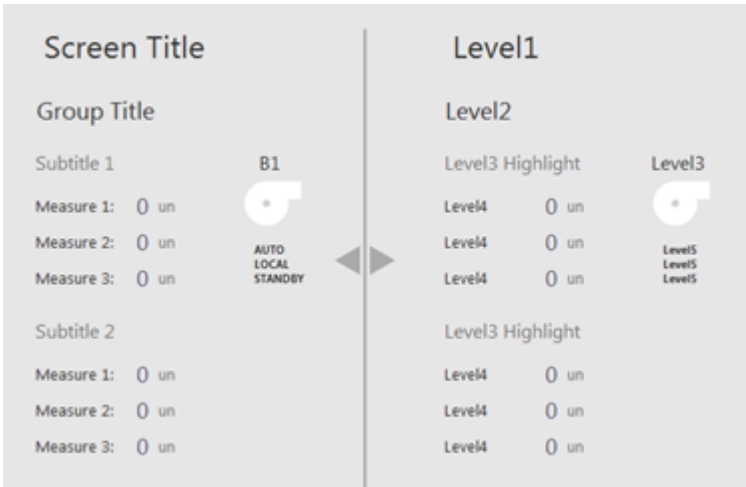 Screen Title
Group Title
Subtitle 1
B1
Measure 1: 0 un
Measure 2: 0 un
Measure 3: 0 un
AUTO
LOCAL
STANDBY
Subtitle 2
Measure 1: 0 un
Measure 2: 0 un
Measure 3: 0 un
Level1
Level2
Level3 Highlight
Level3
Level4 0 un
Level4 0 un
Level4 0 un
Level5
Level5
Level5
Level3 Highlight
Level4 0 un
Level4 0 un
Level4 0 un